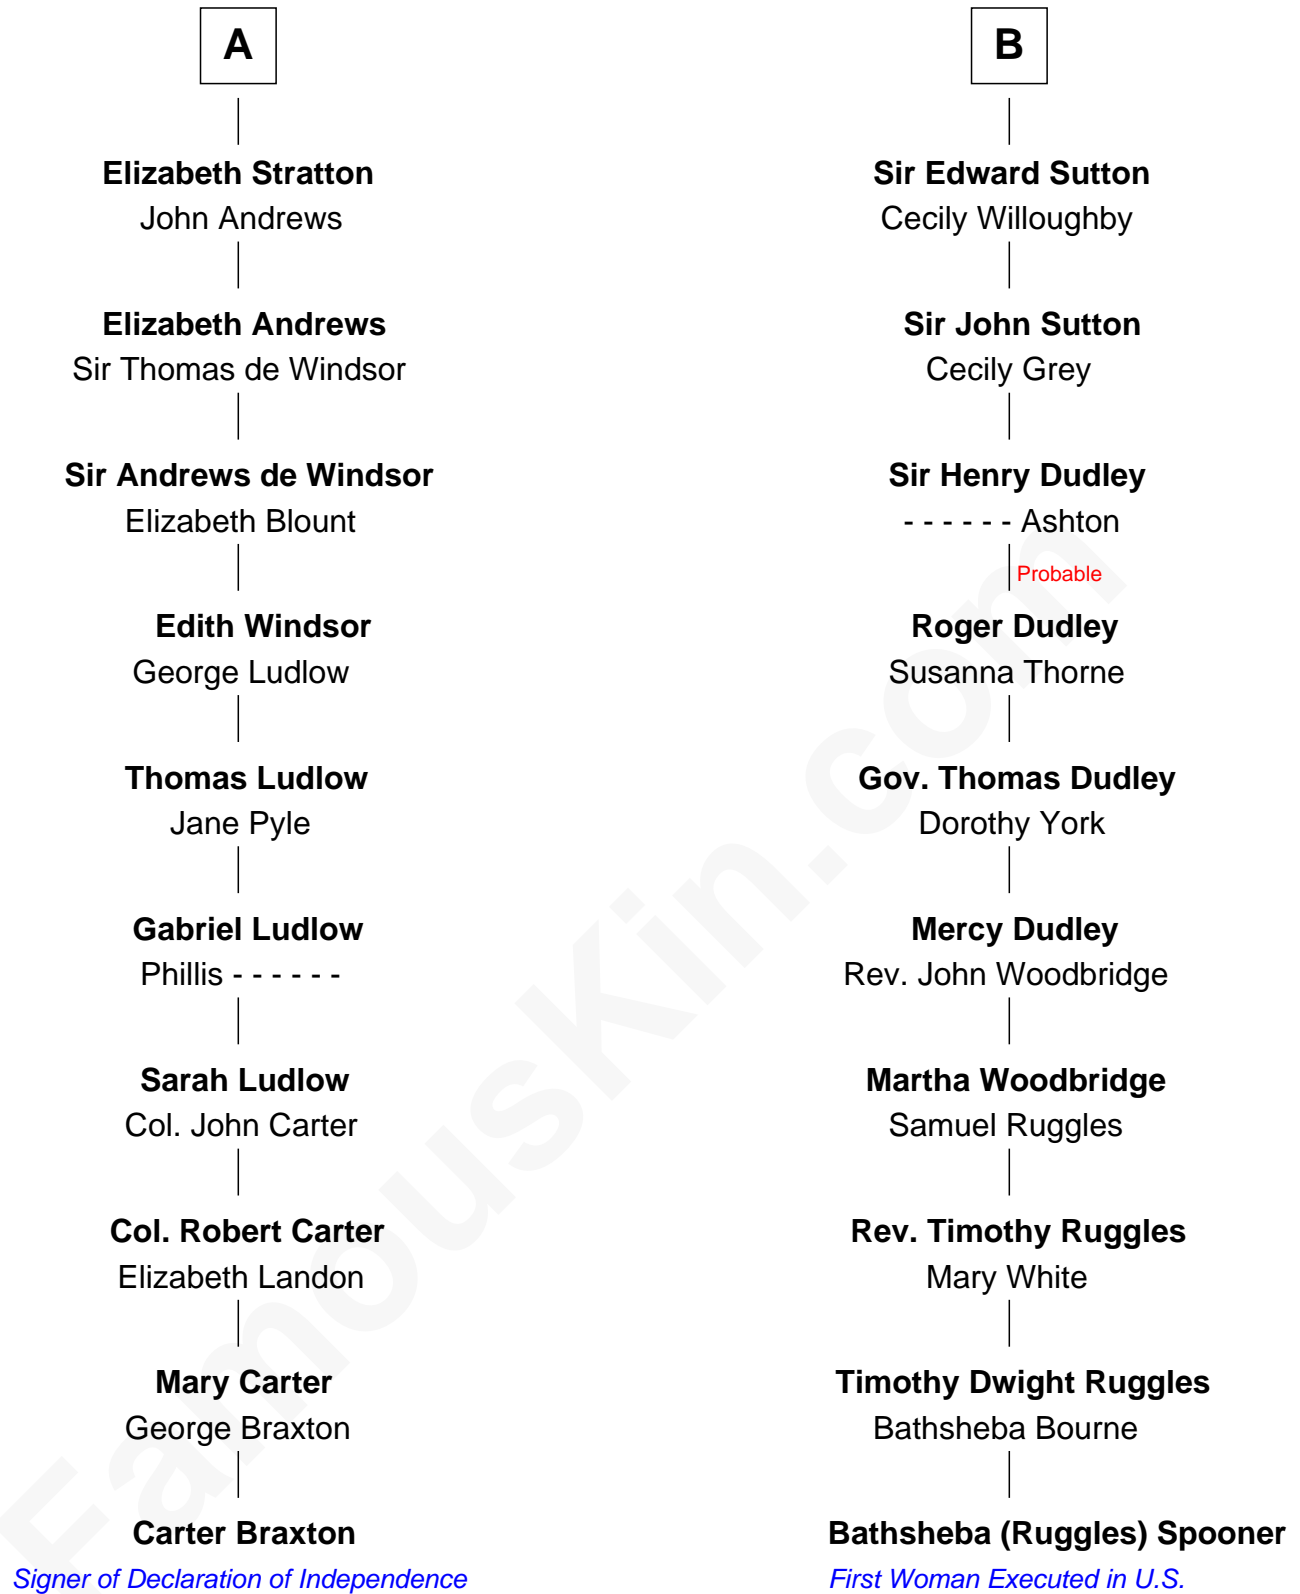 A
Elizabeth Stratton
John Andrews
Elizabeth Andrews
Sir Thomas de Windsor
Sir Andrews de Windsor
Elizabeth Blount
Edith Windsor
George Ludlow
Thomas Ludlow
Jane Pyle
Gabriel Ludlow
Phillis - - - - - -
Sarah Ludlow
Col. John Carter
Col. Robert Carter
Elizabeth Landon
Mary Carter
George Braxton
Carter Braxton
Signer of Declaration of Independence
B
Sir Edward Sutton
Cecily Willoughby
Sir John Sutton
Cecily Grey
Sir Henry Dudley
- - - - - - Ashton
Probable
Roger Dudley
Susanna Thorne
Gov. Thomas Dudley
Dorothy York
Mercy Dudley
Rev. John Woodbridge
Martha Woodbridge
Samuel Ruggles
Rev. Timothy Ruggles
Mary White
Timothy Dwight Ruggles
Bathsheba Bourne
Bathsheba (Ruggles) Spooner
First Woman Executed in U.S.
FamousKin.com